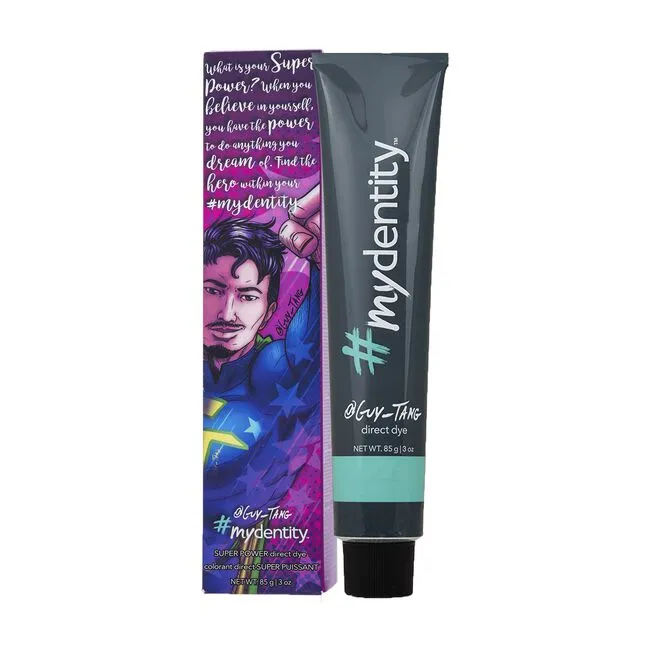 What is your Super
Power? When you
believe in yourself,
you have the power
to do anything you
dream of. Find the
hero within your
#mydentity
@GUY_TANG
@GUY_TANG
#mydentity.
SUPER POWER direct dye
colorant direct SUPER PUISSANT
NET WT. 85 g | 3 oz
#mydentity™
@GUY_TANG
direct dye
NET WT. 85 g | 3 oz